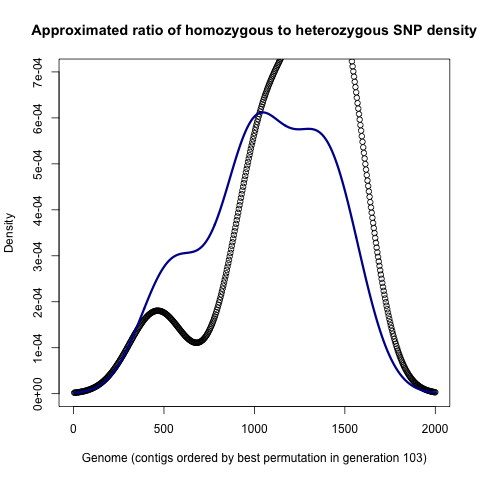 Approximated ratio of homozygous to heterozygous SNP density
7e-04
6e-04
5e-04
4e-04
3e-04
2e-04
1e-04
0e+00
Density
0 500 1000 1500 2000
Genome (contigs ordered by best permutation in generation 103)